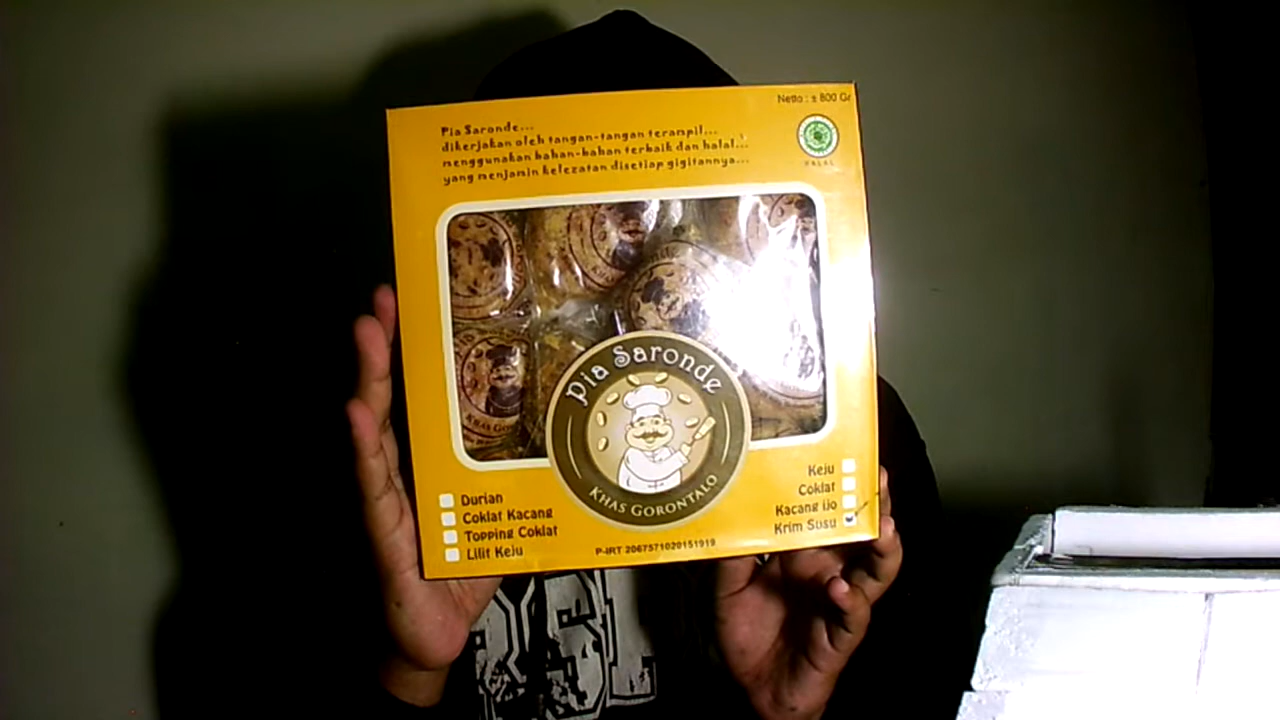 Netto : ± 800 Gr
Pia Saronde...
dikerjakan oleh tangan-tangan terampil...
menggunakan bahan-bahan terbaik dan halal...
yang menjamin kelezatan disetiap gigitannya...
HALAL
Pia Saronde
KHAS GORONTALO
Durian
Coklat Kacang
Topping Coklat
Lilit Keju
Keju
Coklat
Kacang Ijo
Krim Susu
P-IRT 2067571020151919